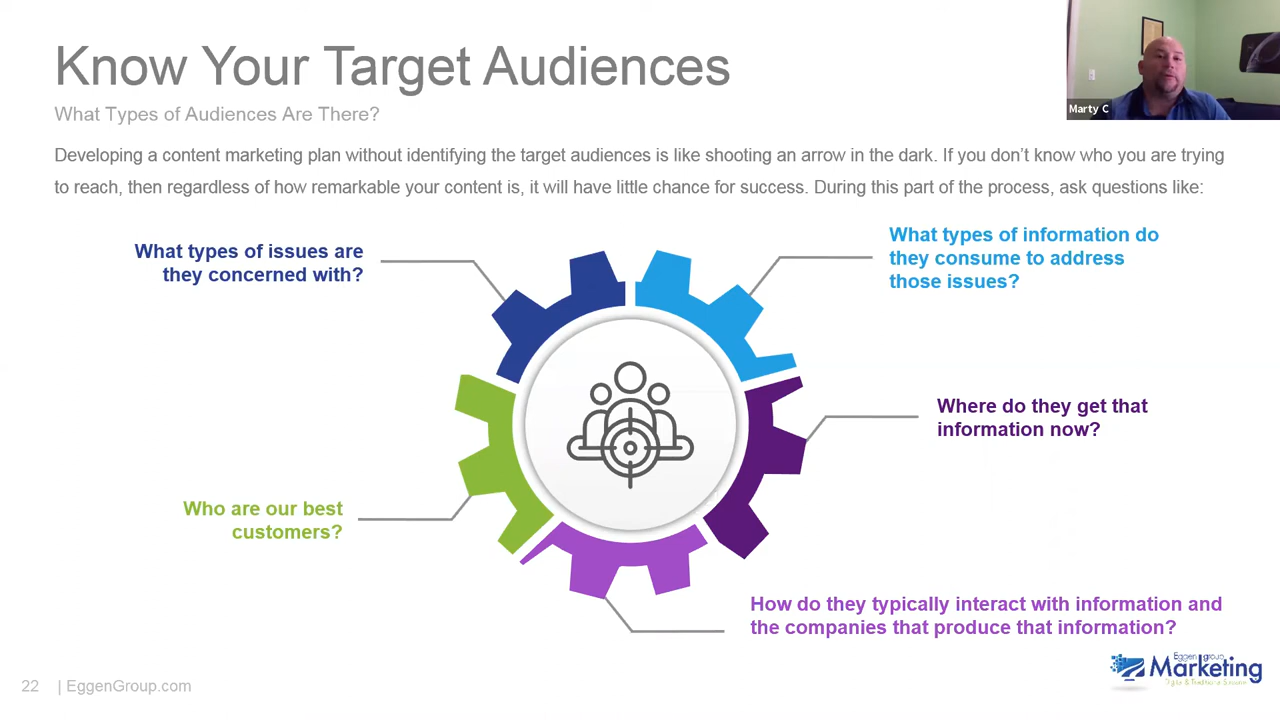 Know Your Target Audiences
What Types of Audiences Are There?
Marty C
Developing a content marketing plan without identifying the target audiences is like shooting an arrow in the dark. If you don’t know who you are trying
to reach, then regardless of how remarkable your content is, it will have little chance for success. During this part of the process, ask questions like:
What types of issues are
they concerned with?
What types of information do
they consume to address
those issues?
Where do they get that
information now?
Who are our best
customers?
How do they typically interact with information and
the companies that produce that information?
22 | EggenGroup.com
Eggen group
Marketing